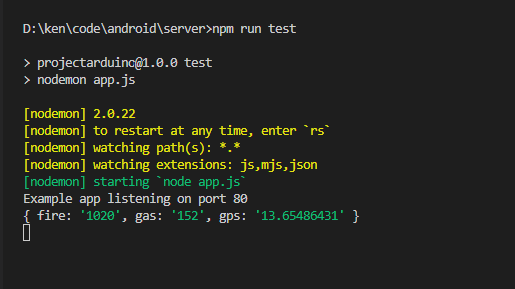 D:\ken\code\android\server>npm run test
> projectarduino@1.0.0 test
> nodemon app.js
[nodemon] 2.0.22
[nodemon] to restart at any time, enter `rs`
[nodemon] watching path(s): *.*
[nodemon] watching extensions: js,mjs,json
[nodemon] starting `node app.js`
Example app listening on port 80
{ fire: '1020', gas: '152', gps: '13.65486431' }